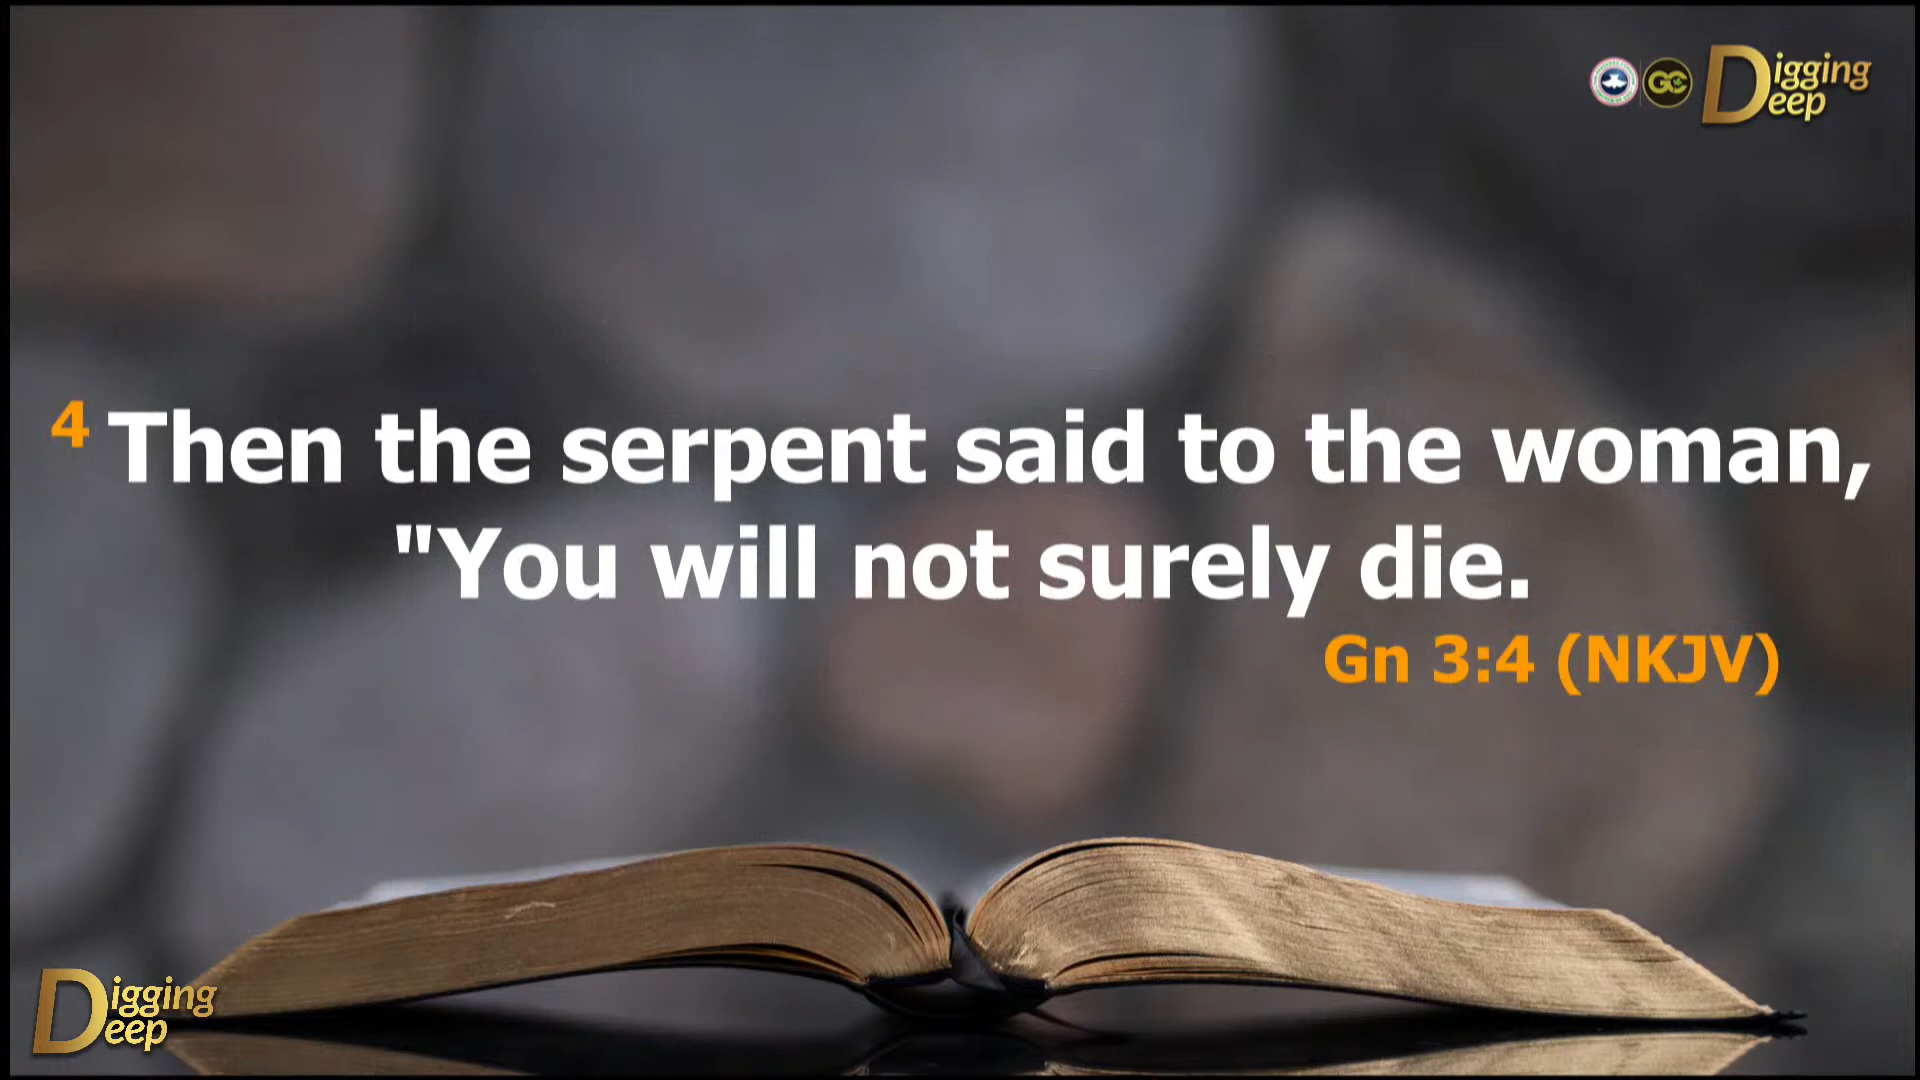 GC
Digging
Deep
4 Then the serpent said to the woman,
"You will not surely die.
Gn 3:4 (NKJV)
Digging
Deep